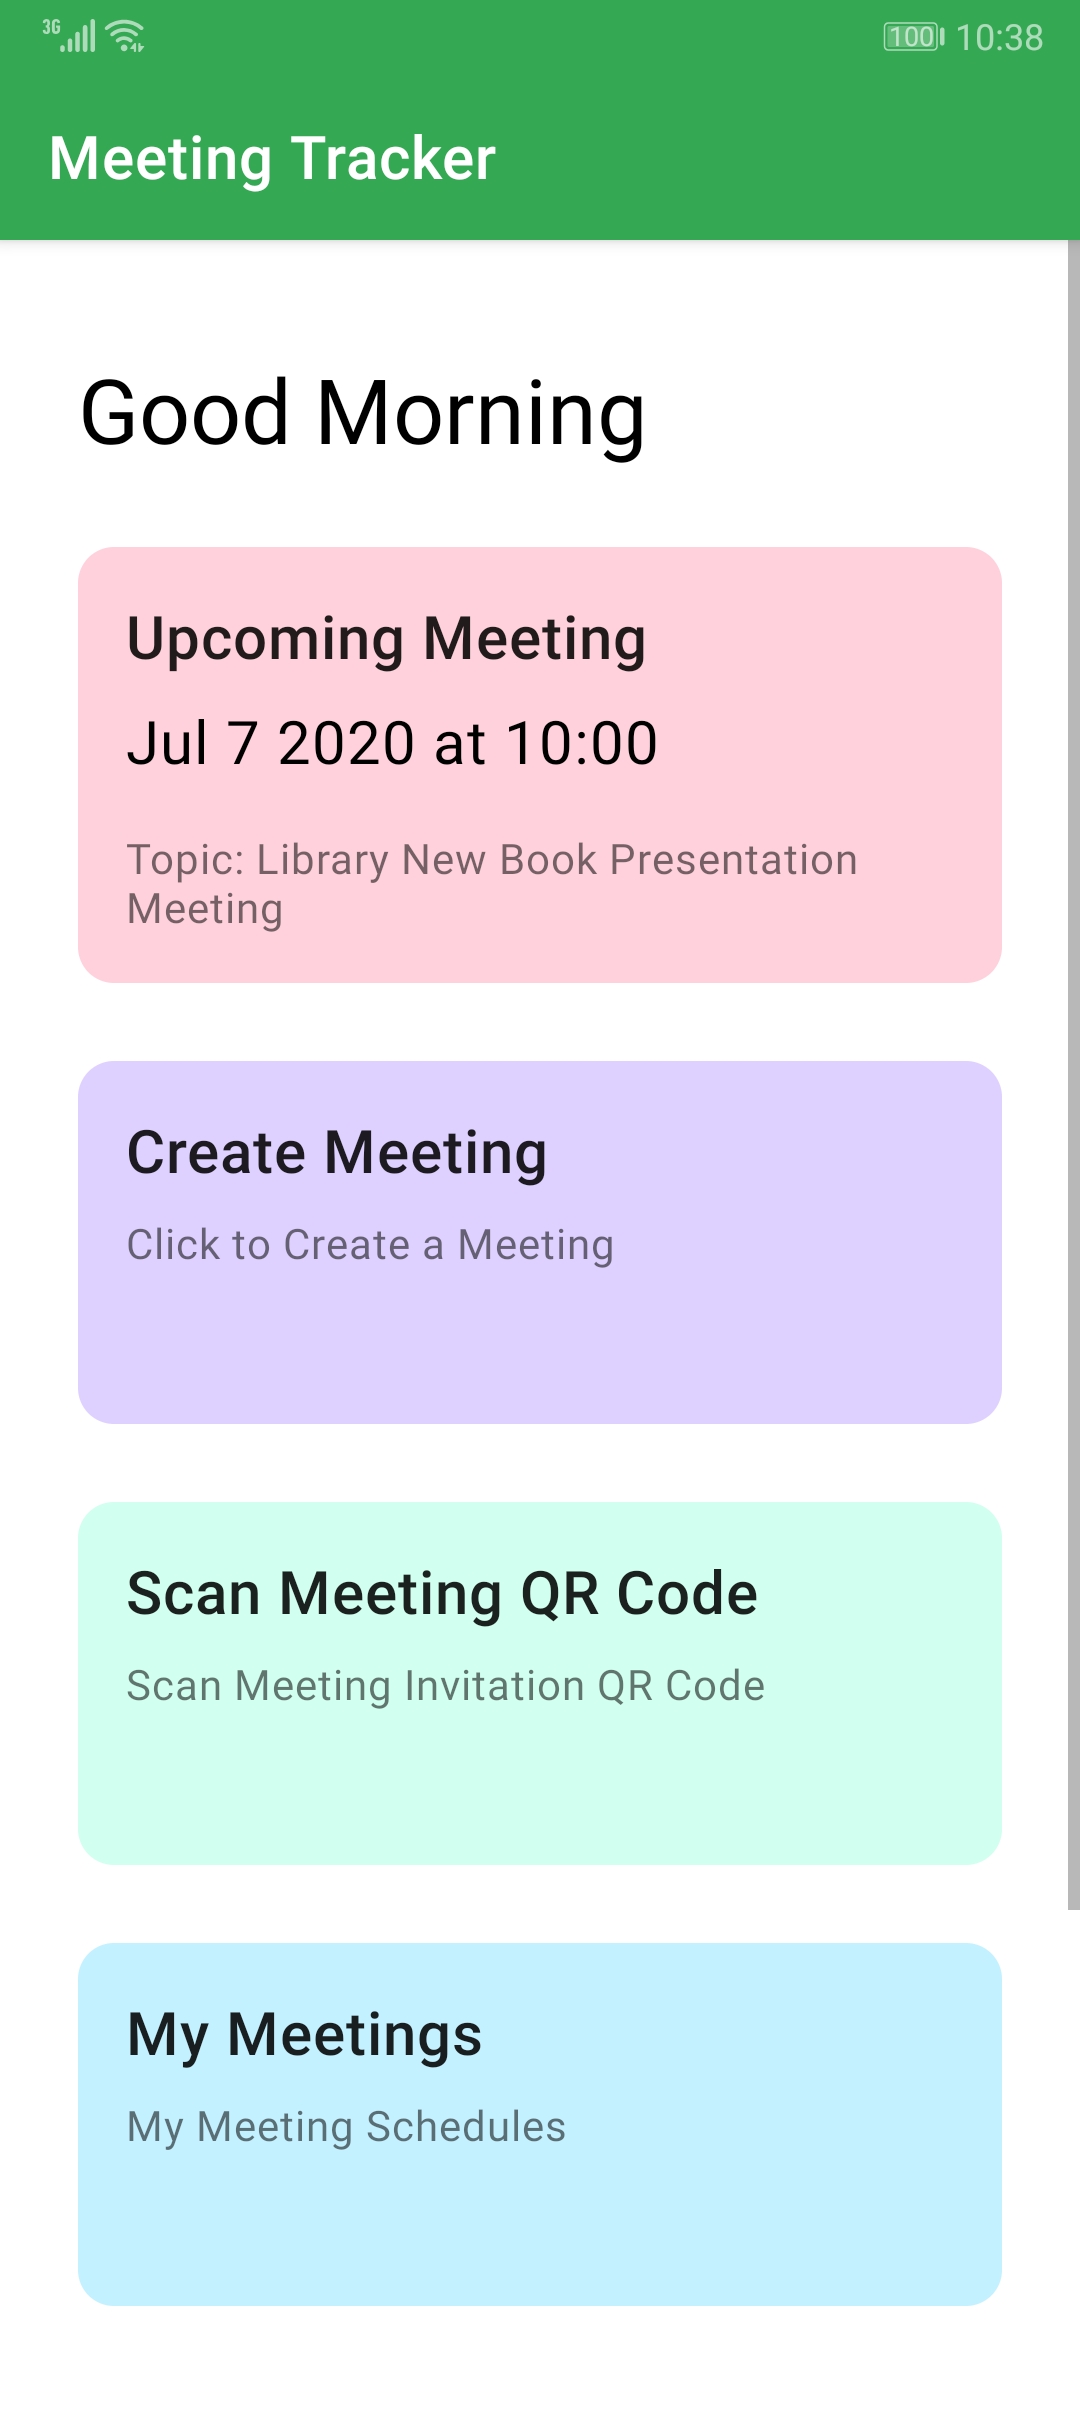 3G
100 10:38
Meeting Tracker
Good Morning
Upcoming Meeting
Jul 7 2020 at 10:00
Topic: Library New Book Presentation
Meeting
Create Meeting
Click to Create a Meeting
Scan Meeting QR Code
Scan Meeting Invitation QR Code
My Meetings
My Meeting Schedules